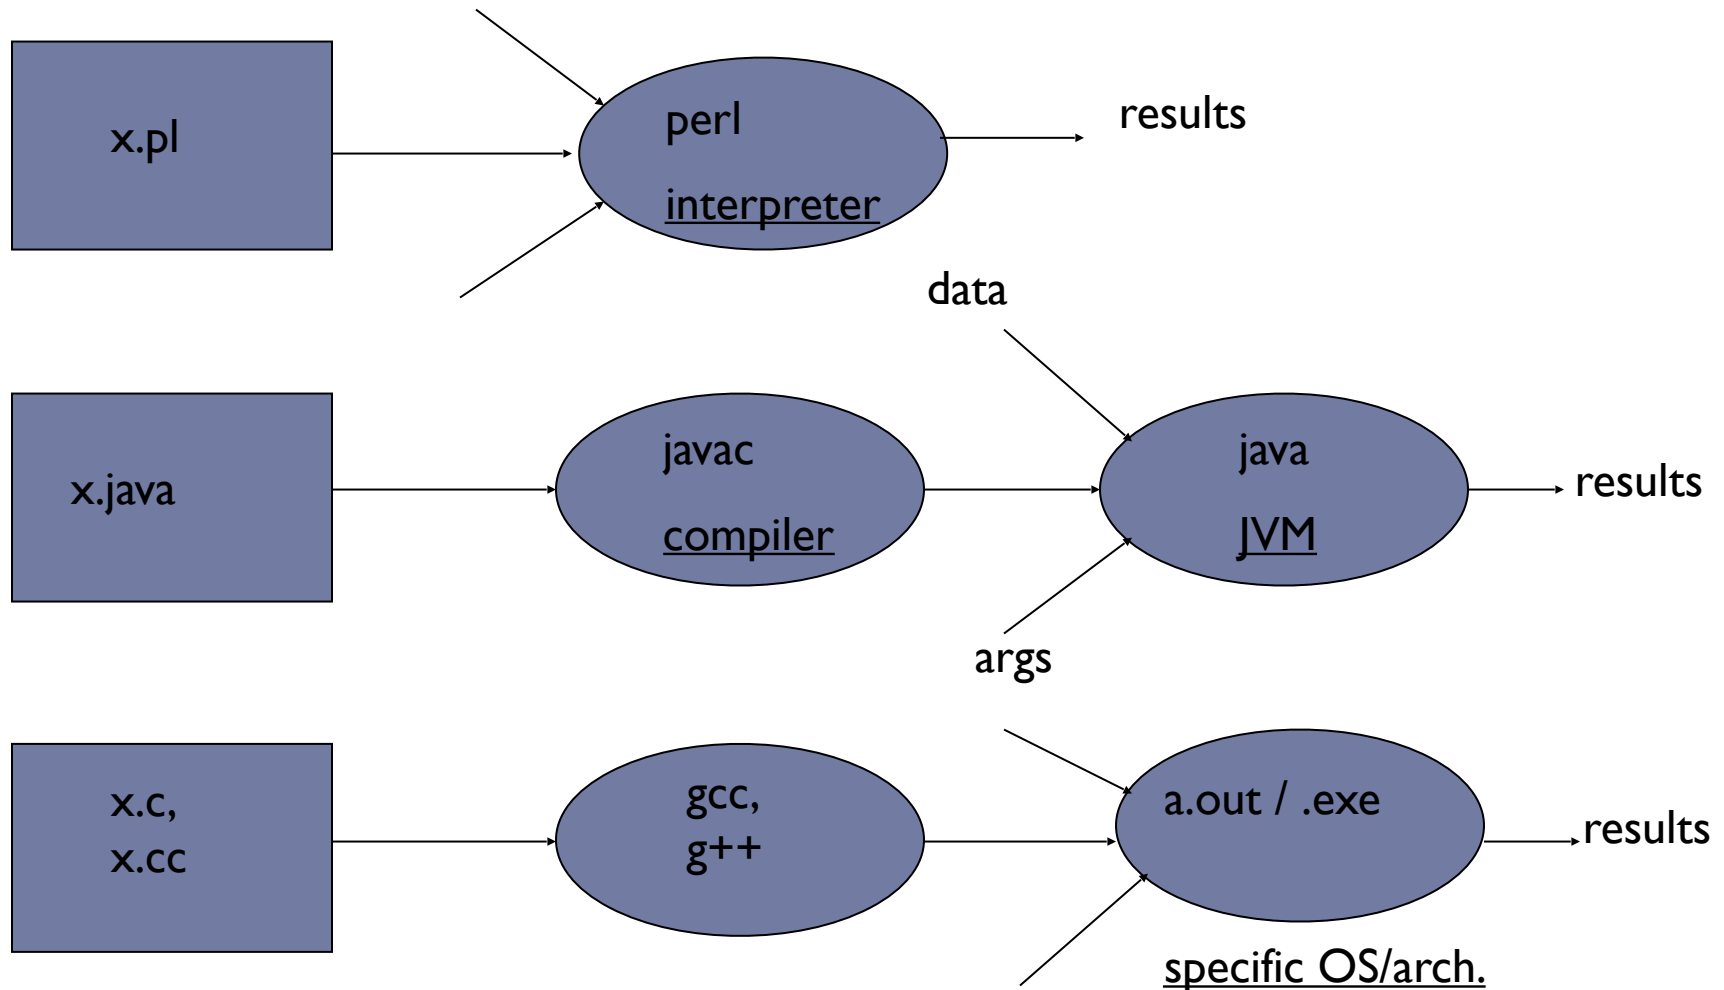 x.pl
perl
interpreter
results
data
x.java
javac
compiler
java
JVM
results
args
x.c,
x.cc
gcc,
g++
a.out / .exe
results
specific OS/arch.